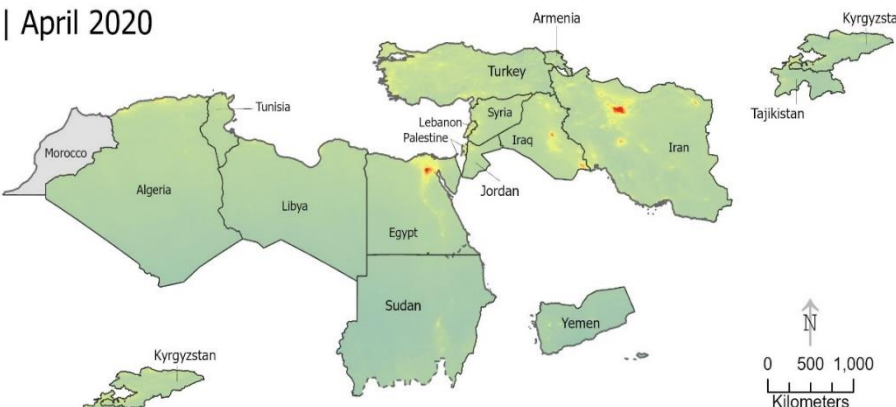 | April 2020
Armenia
Kyrgyzsta
Turkey
Tunisia
Lebanon
Syria
Tajikistan
Palestine
Iraq
Iran
Morocco
Algeria
Jordan
Libya
Egypt
Sudan
Yemen
N
Kyrgyzstan
0 500 1,000
Kilometers